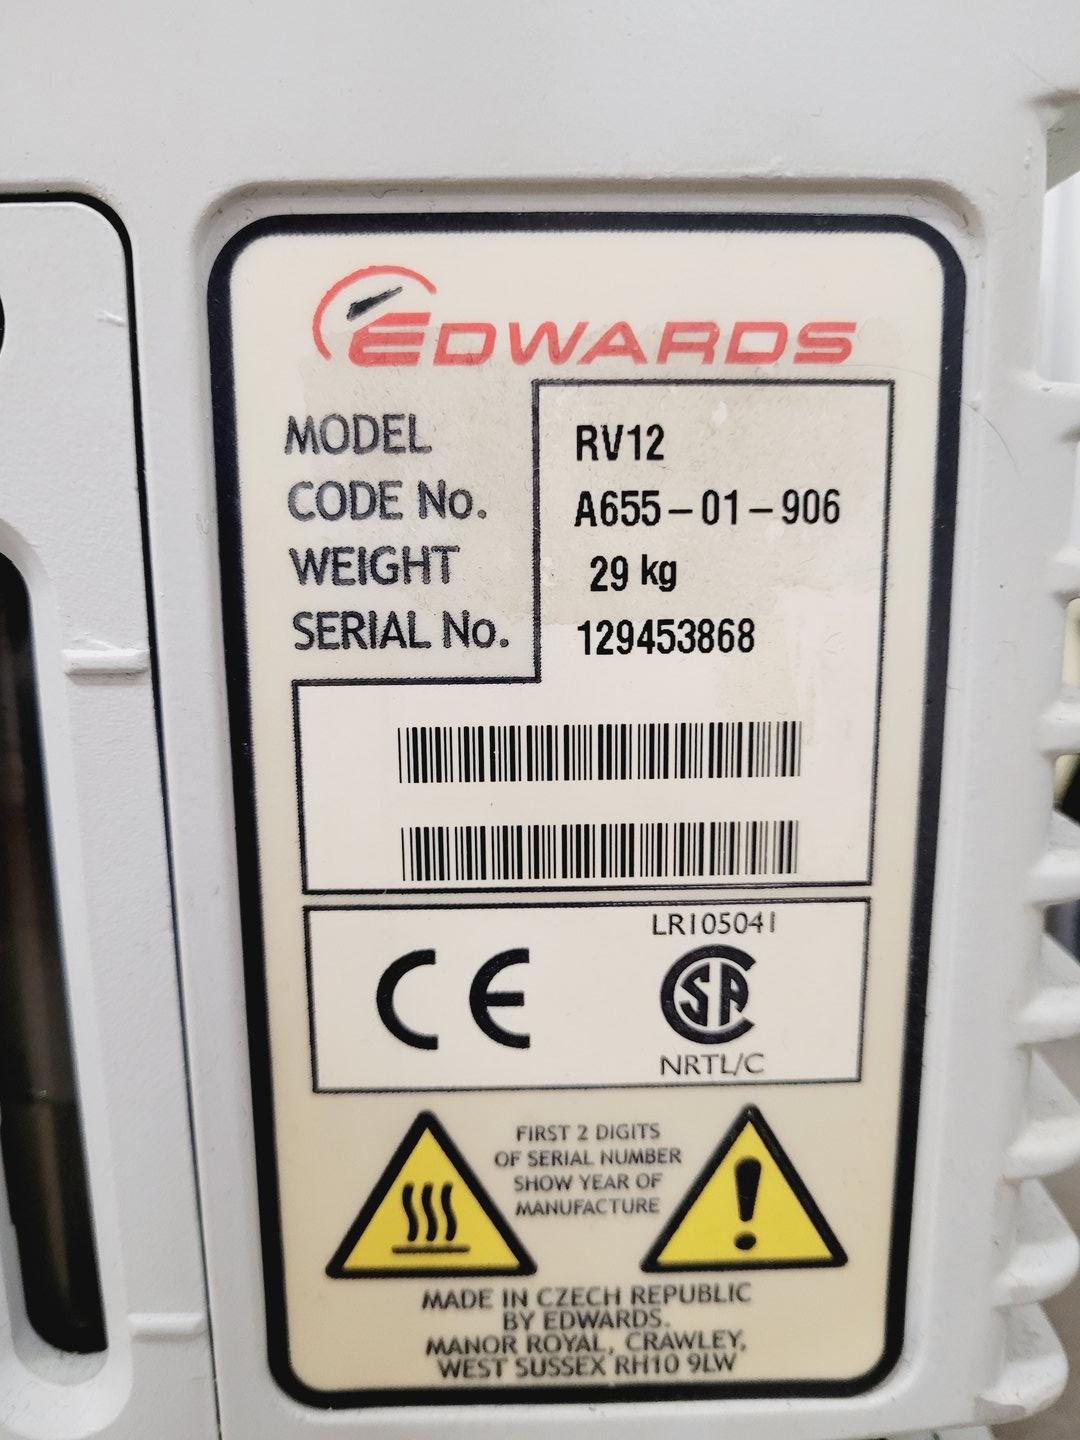 EDWARDS
MODEL RV12
CODE No. A655-01-906
WEIGHT 29 kg
SERIAL No. 129453868
LR105041
CE
CSA
NRTL/C
FIRST 2 DIGITS
OF SERIAL NUMBER
SHOW YEAR OF
MANUFACTURE
MADE IN CZECH REPUBLIC
BY EDWARDS.
MANOR ROYAL, CRAWLEY,
WEST SUSSEX RH10 9LW